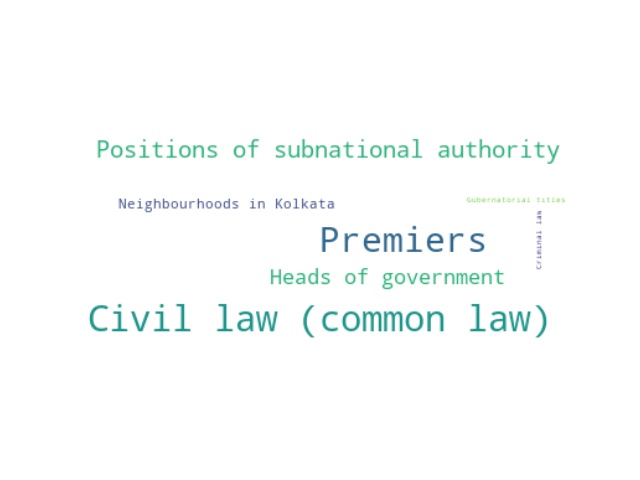 Positions of subnational authority
Neighbourhoods in Kolkata
Gubernatorial titles
Criminal law
Premiers
Heads of government
Civil law (common law)